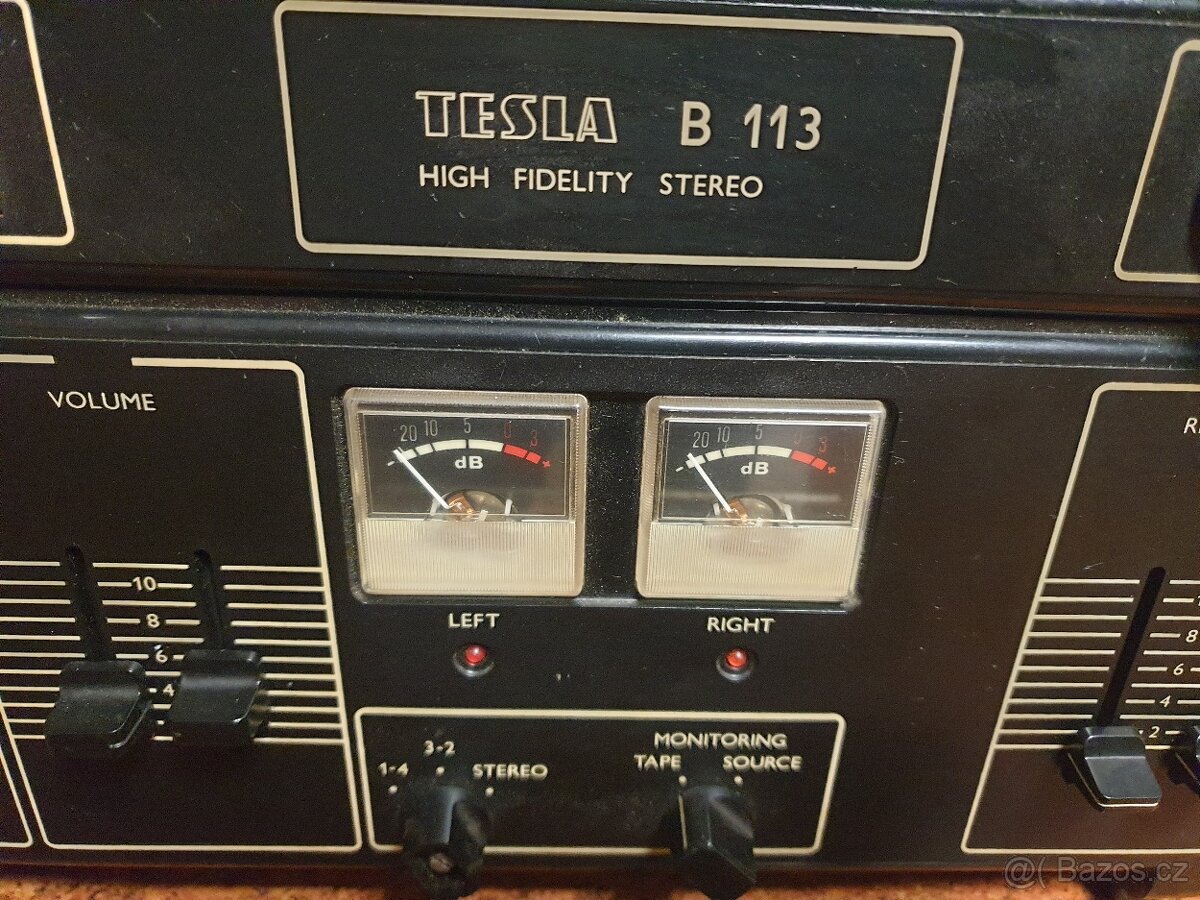 TESLA B 113
HIGH FIDELITY STEREO
VOLUME
20 10 5 0 3
- +
dB
20 10 5 0 3
- +
dB
10
8
6
4
LEFT
RIGHT
8
6
4
2
3-2
1-4
STEREO
MONITORING
TAPE SOURCE
@( Bazos.cz